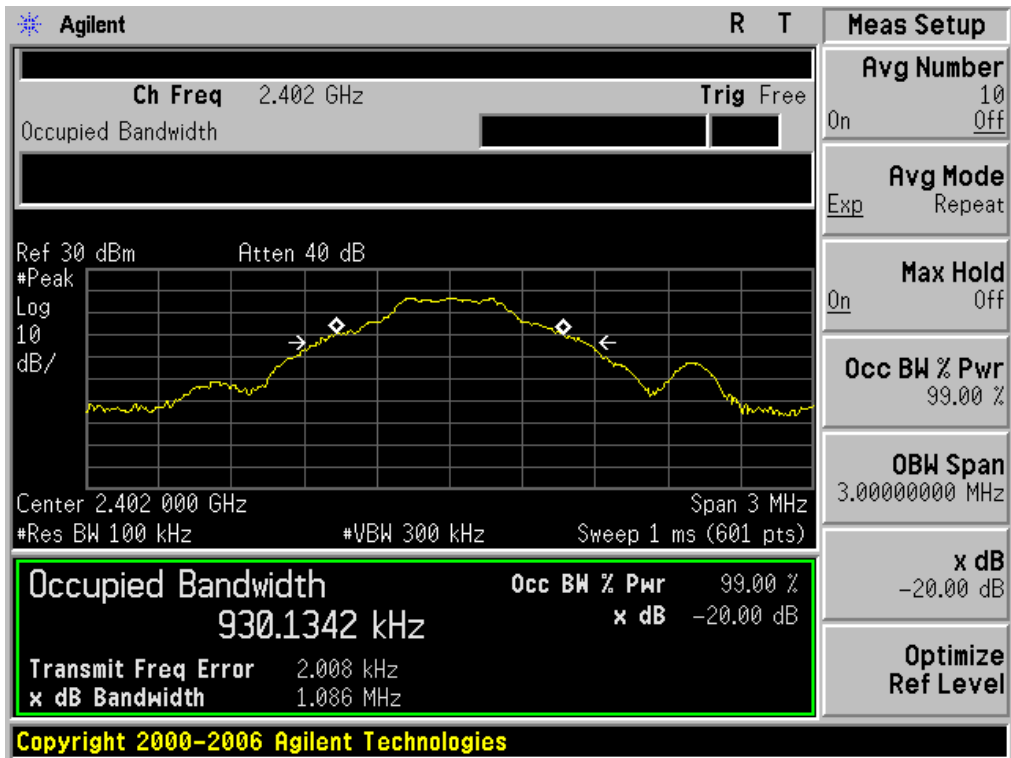 Agilent R T
Ch Freq 2.402 GHz Trig Free
Occupied Bandwidth
Ref 30 dBm Atten 40 dB
#Peak
Log
10
dB/
Center 2.402 000 GHz Span 3 MHz
#Res BW 100 kHz #VBW 300 kHz Sweep 1 ms (601 pts)
Occupied Bandwidth
930.1342 kHz
Occ BW % Pwr 99.00 %
x dB -20.00 dB
Transmit Freq Error 2.008 kHz
x dB Bandwidth 1.086 MHz
Copyright 2000-2006 Agilent Technologies
Meas Setup
Avg Number
10
On Off
Avg Mode
Exp Repeat
Max Hold
On Off
Occ BW % Pwr
99.00 %
OBW Span
3.00000000 MHz
x dB
-20.00 dB
Optimize
Ref Level